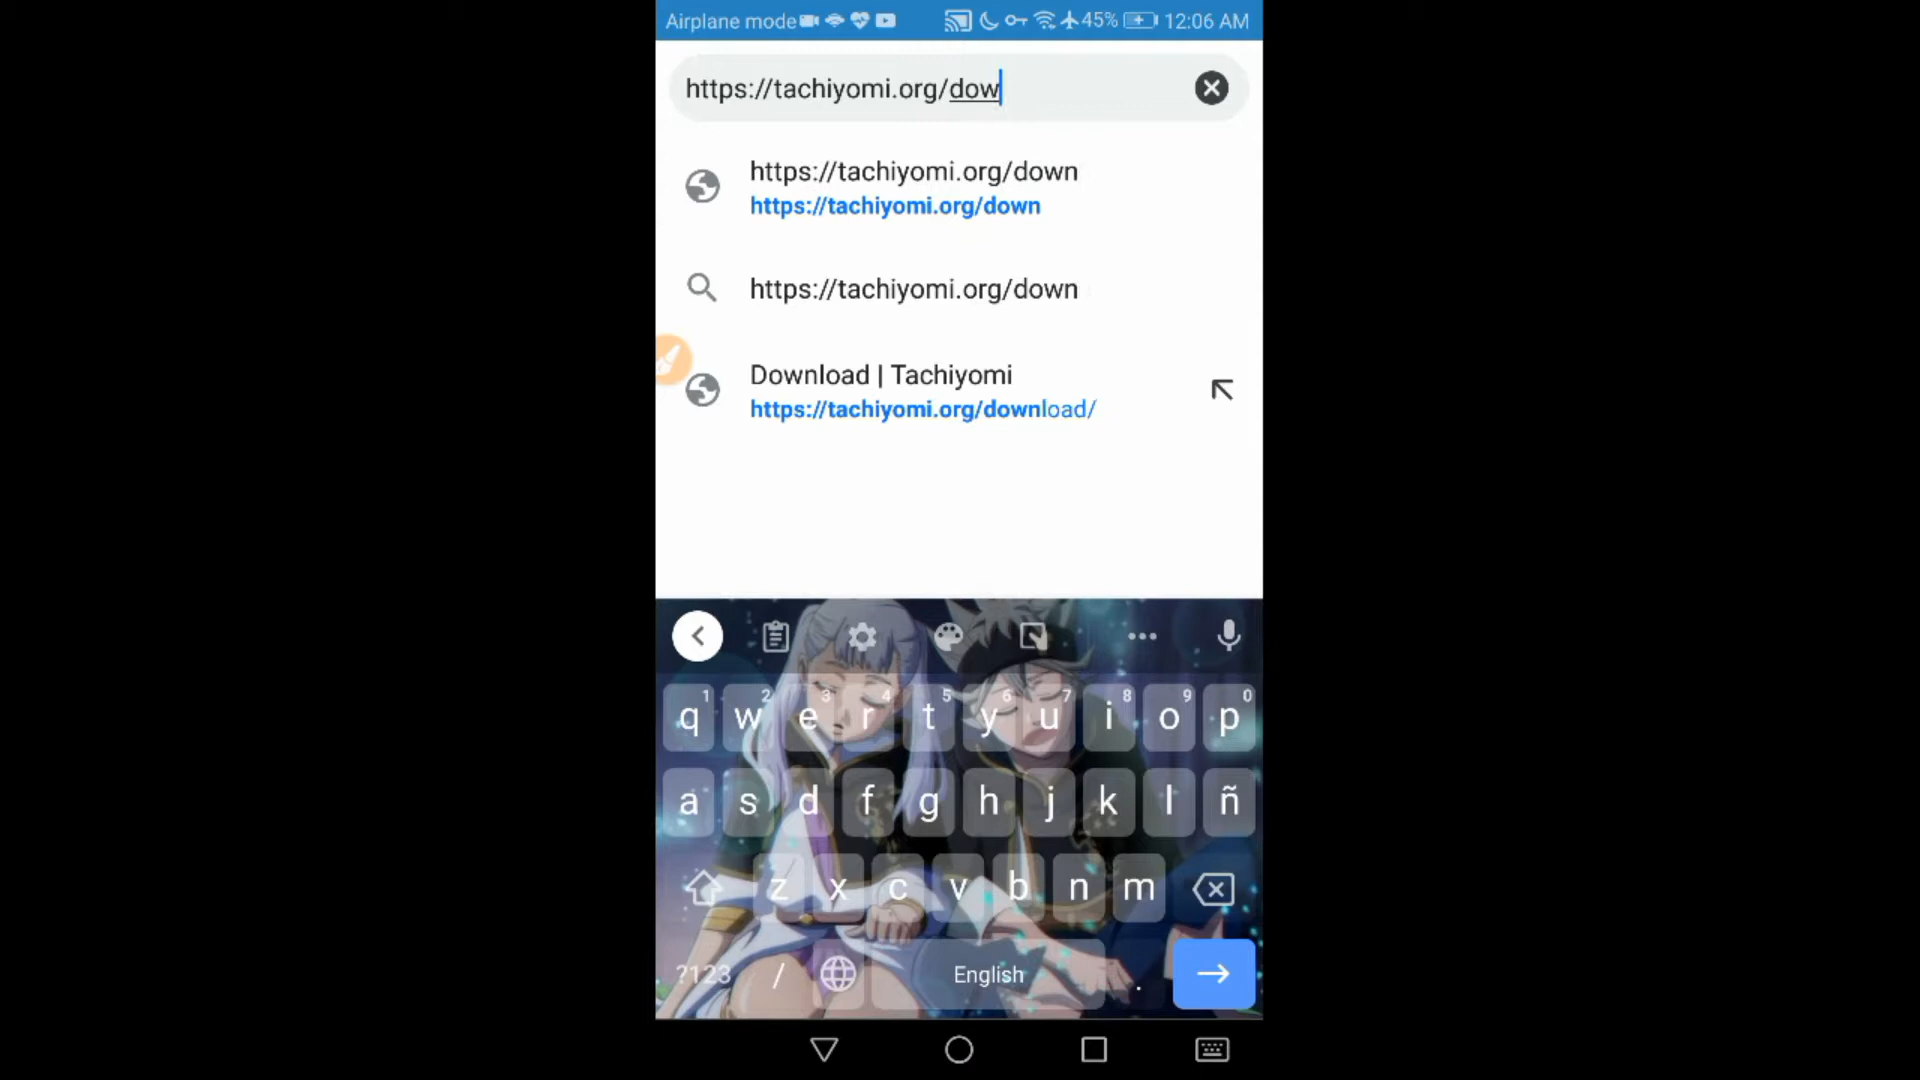 Airplane mode 45% 12:06 AM
https://tachiyomi.org/dow
https://tachiyomi.org/down
https://tachiyomi.org/down
https://tachiyomi.org/down
Download | Tachiyomi
https://tachiyomi.org/download/
1 2 3 4 5 6 7 8 9 0
q w e r t y u i o p
a s d f g h j k l ñ
z x c v b n m
?123 / English .